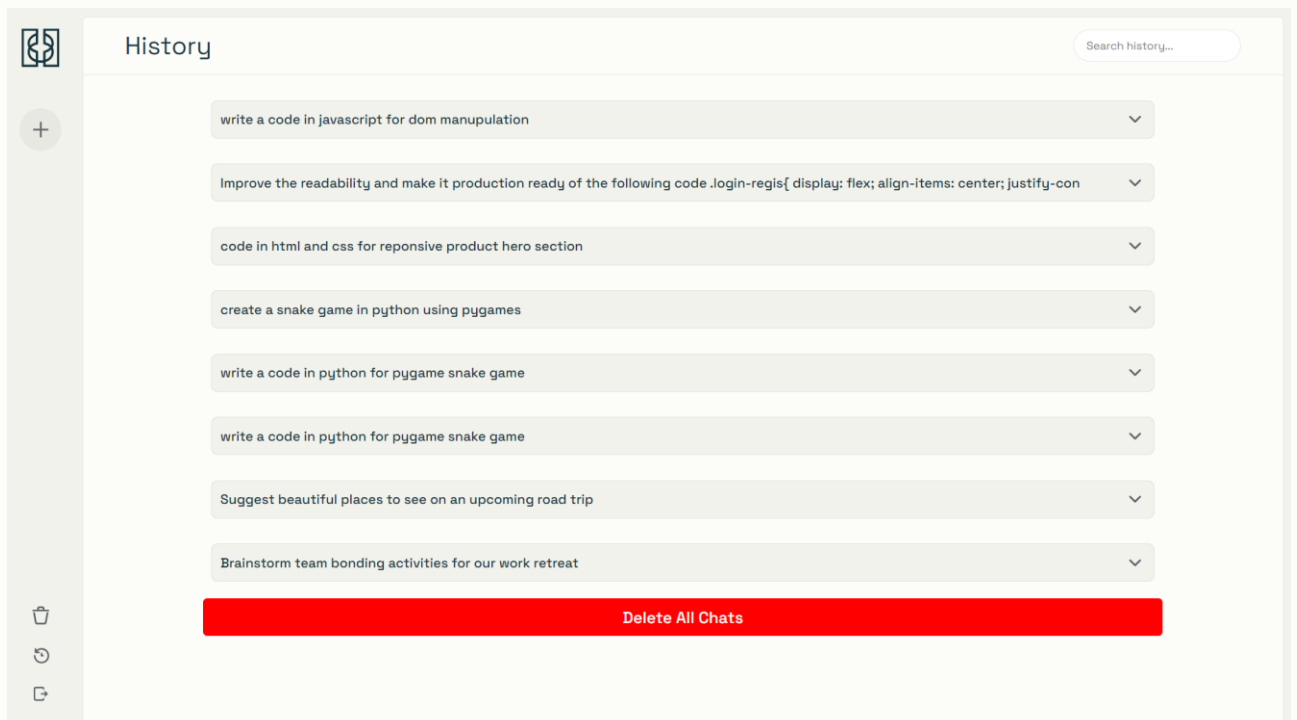 History
Search history...
write a code in javascript for dom manupulation
Improve the readability and make it production ready of the following code .login-regis{ display: flex; align-items: center; justify-con
code in html and css for reponsive product hero section
create a snake game in python using pygames
write a code in python for pygame snake game
write a code in python for pygame snake game
Suggest beautiful places to see on an upcoming road trip
Brainstorm team bonding activities for our work retreat
Delete All Chats